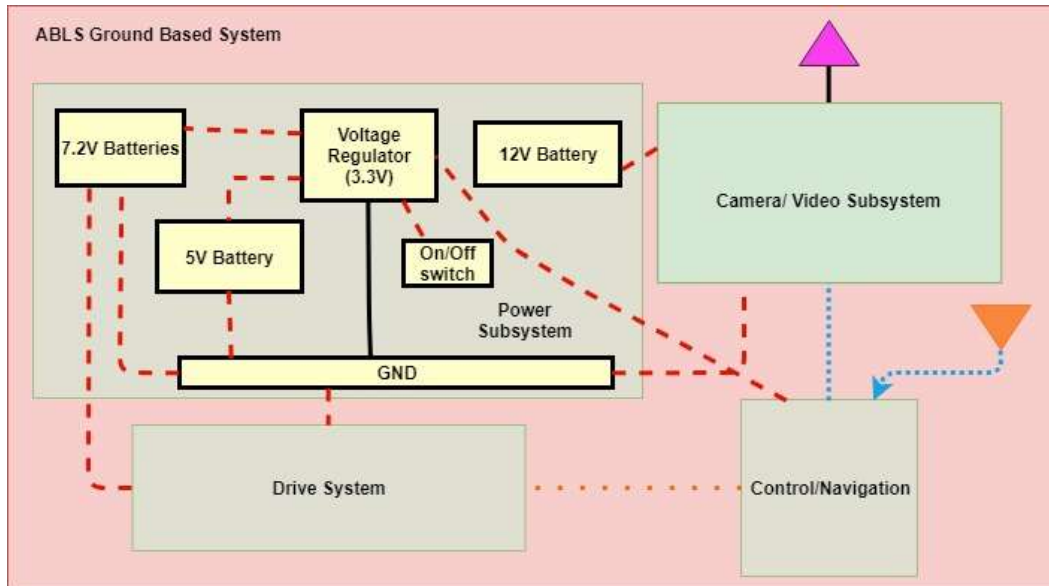 ABLS Ground Based System
7.2V Batteries
Voltage
Regulator
(3.3V)
12V Battery
Camera/ Video Subsystem
5V Battery
On/Off
switch
Power
Subsystem
GND
Drive System
Control/Navigation